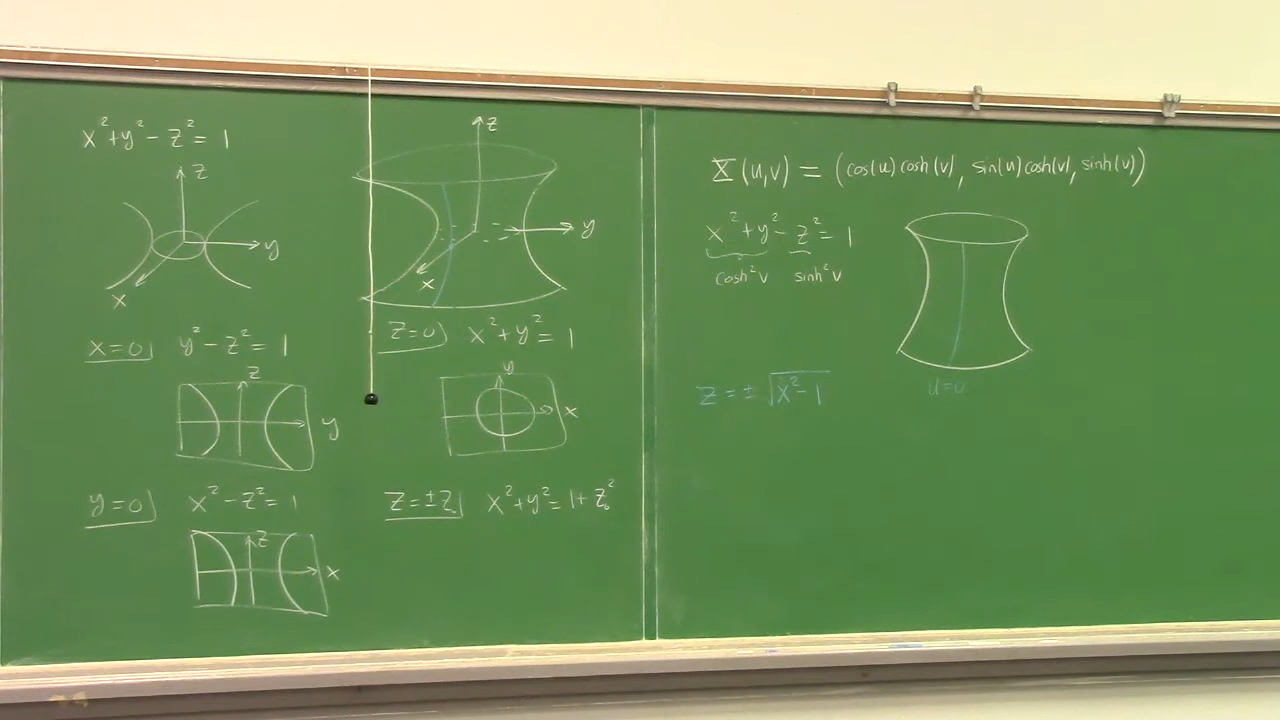 x²+y²-z²=1
z
y
x
x=0 y²-z²=1
z
y
y=0 x²-z²=1
z
x
z
y
x
z=0 x²+y²=1
y
x
z=±z₀ x²+y²=1+z₀²
X(u,v) = (cos(u)cosh(v), sin(u)cosh(v), sinh(v))
x²+y²-z²=1
cosh²v sinh²v
z=±√x²-1
u=0